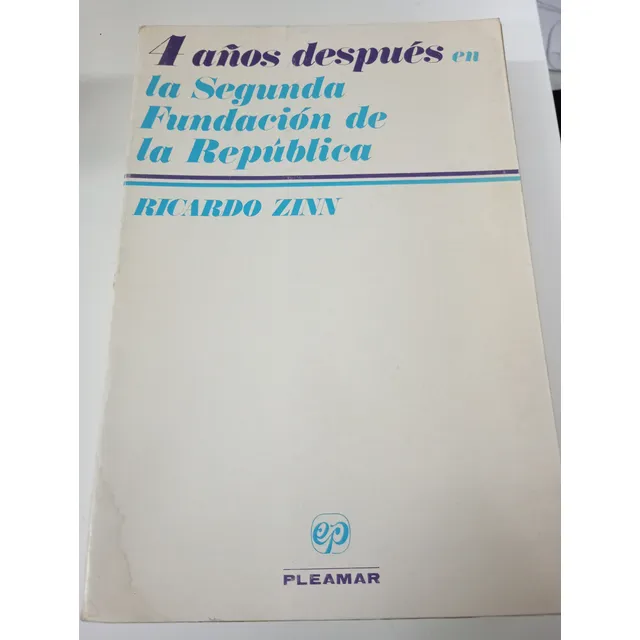 4 años después en
la Segunda
Fundación de
la República
RICARDO ZINN
ep
PLEAMAR